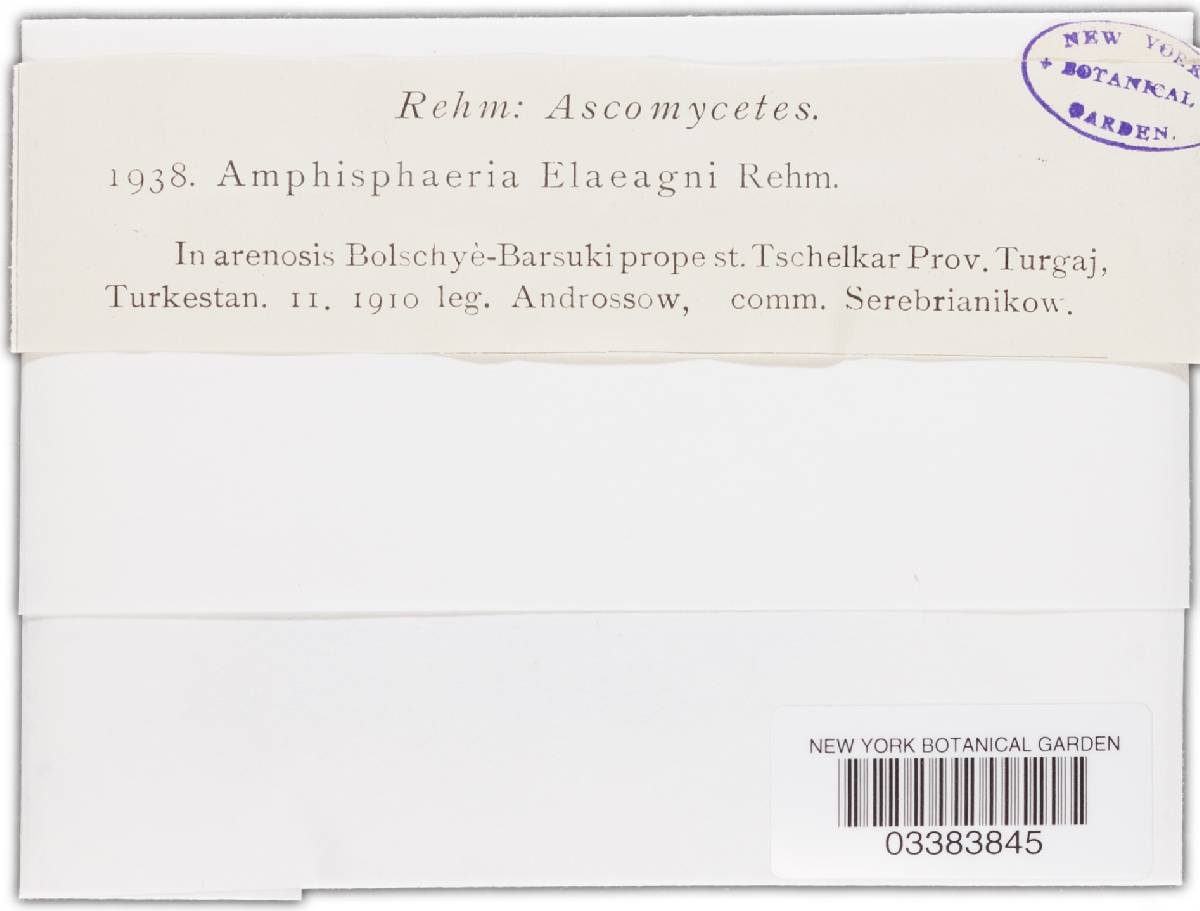 NEW YORK
+ BOTANICAL
GARDEN.
Rehm: Ascomycetes.
1938. Amphisphaeria Elaeagni Rehm.
In arenosis Bolschyè-Barsuki prope st. Tschelkar Prov. Turgaj,
Turkestan. 11. 1910 leg. Androssow, comm. Serebrianikow.
NEW YORK BOTANICAL GARDEN
03383845